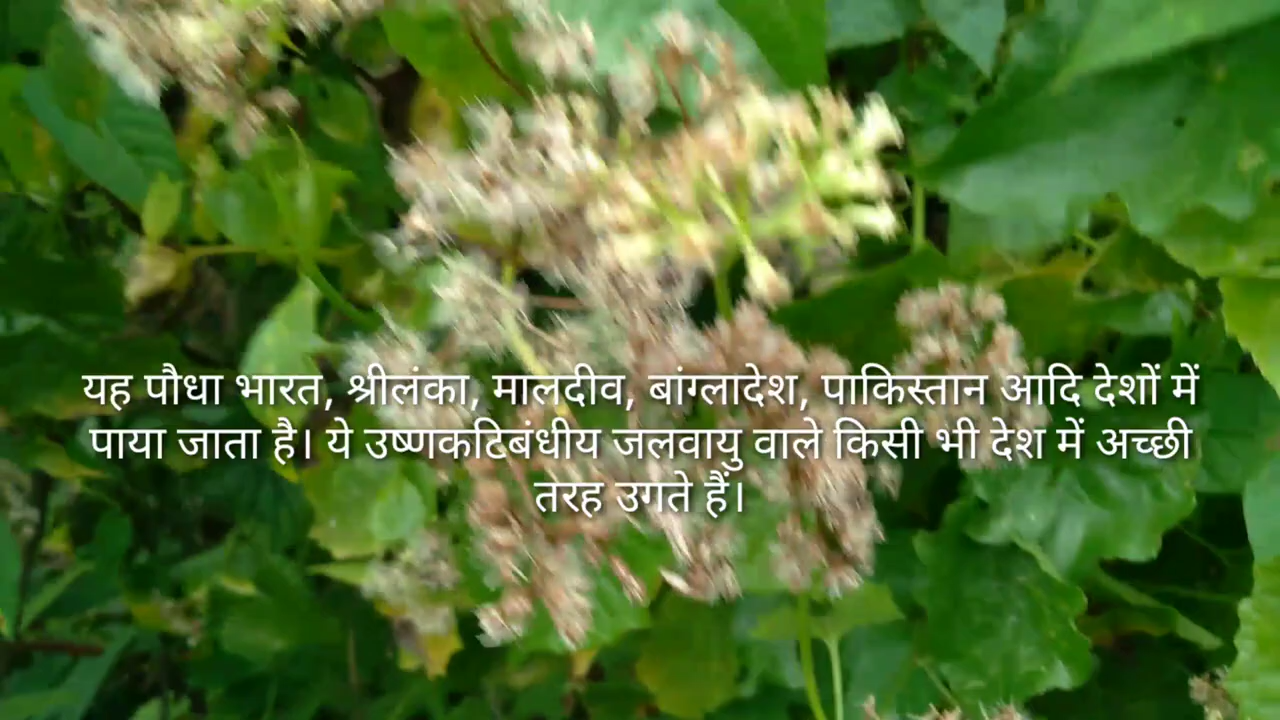 यह पौधा भारत, श्रीलंका, मालदीव, बांग्लादेश, पाकिस्तान आदि देशों में
पाया जाता है। ये उष्णकटिबंधीय जलवायु वाले किसी भी देश में अच्छी
तरह उगते हैं।